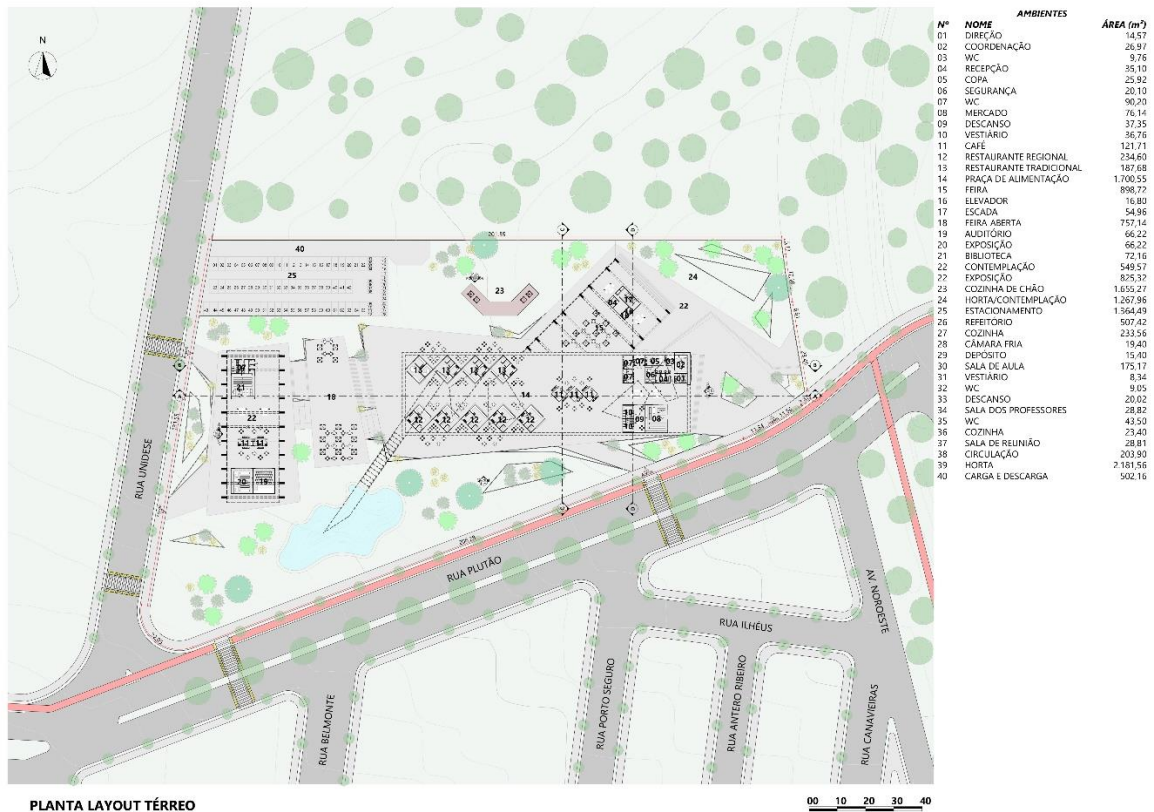 AMBIENTES
Nº NOME ÁREA (m²)
01 DIREÇÃO 14,57
02 COORDENAÇÃO 26,97
03 WC 9,76
04 RECEPÇÃO 35,10
05 COPA 25,92
06 SEGURANÇA 20,10
07 WC 90,20
08 MERCADO 76,14
09 DESCANSO 37,35
10 VESTIÁRIO 36,76
11 CAFÉ 121,71
12 RESTAURANTE REGIONAL 234,60
13 RESTAURANTE TRADICIONAL 187,68
14 PRAÇA DE ALIMENTAÇÃO 1.700,55
15 FEIRA 898,72
16 ELEVADOR 16,80
17 ESCADA 54,96
18 FEIRA ABERTA 757,14
19 AUDITÓRIO 66,22
20 EXPOSIÇÃO 66,22
21 BIBLIOTECA 72,16
22 CONTEMPLAÇÃO 549,57
22 EXPOSIÇÃO 825,32
23 COZINHA DE CHÃO 1.655,27
24 HORTA/CONTEMPLAÇÃO 1.267,96
25 ESTACIONAMENTO 1.564,49
26 REFEITÓRIO 507,42
27 COZINHA 233,56
28 CÂMARA FRIA 19,40
29 DEPÓSITO 15,40
30 SALA DE AULA 175,17
31 VESTIÁRIO 8,34
32 WC 9,05
33 DESCANSO 20,02
34 SALA DOS PROFESSORES 28,82
35 WC 43,50
36 COZINHA 23,40
37 SALA DE REUNIÃO 28,81
38 CIRCULAÇÃO 203,90
39 HORTA 2.181,56
40 CARGA E DESCARGA 502,16
N
40
25
24
23
22
04
15
14
18
22
21
20 19
08
RUA UNIDESE
RUA PLUTÃO
RUA ILHÉUS
AV. NOROESTE
RUA BELMONTE
RUA PORTO SEGURO
RUA ANTERO RIBEIRO
RUA CANAVIEIRAS
PLANTA LAYOUT TÉRREO
00 10 20 30 40